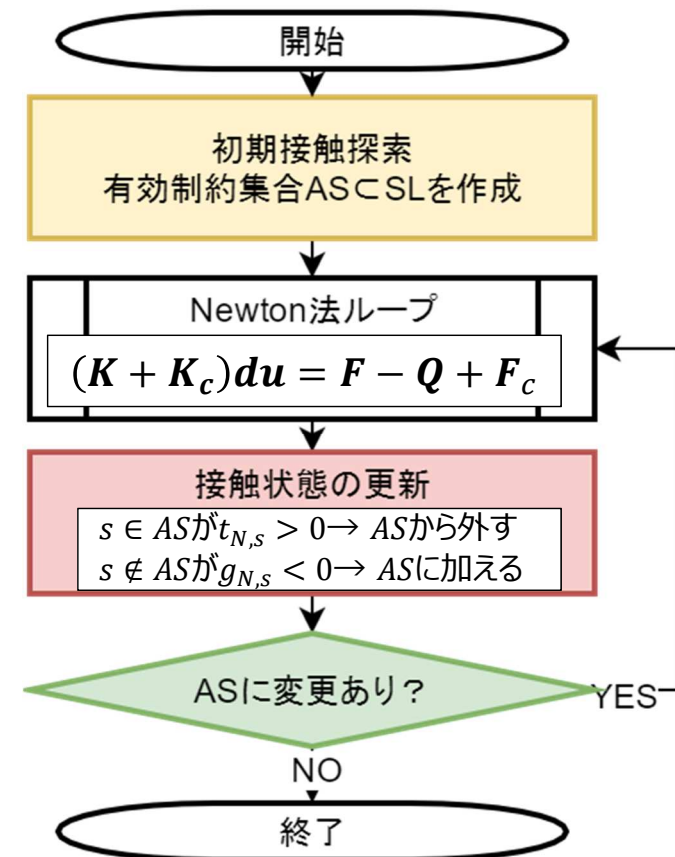 開始
初期接触探索
有効制約集合AS⊂SLを作成
Newton法ループ
(K + K_c)du = F − Q + F_c
接触状態の更新
s ∈ ASがt_{N,s} > 0→ ASから外す
s ∉ ASがg_{N,s} < 0→ ASに加える
ASに変更あり？
YES
NO
終了